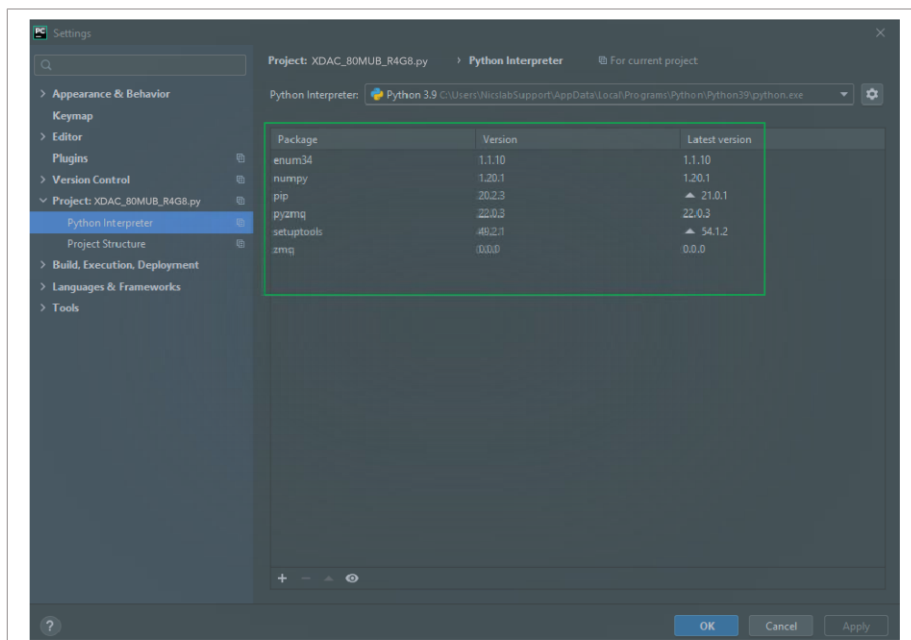 PC Settings
Project: XDAC_80MUB_R4G8.py › Python Interpreter For current project
Python Interpreter: Python 3.9 C:\Users\NicslabSupport\AppData\Local\Programs\Python\Python39\python.exe
Appearance & Behavior
Keymap
Editor
Plugins
Version Control
Project: XDAC_80MUB_R4G8.py
Python Interpreter
Project Structure
Build, Execution, Deployment
Languages & Frameworks
Tools
Package Version Latest version
enum34 1.1.10 1.1.10
numpy 1.20.1 1.20.1
pip 20.2.3 21.0.1
pyzmq 22.0.3 22.0.3
setuptools 49.2.1 54.1.2
zmq 0.0.0 0.0.0
?
OK Cancel Apply